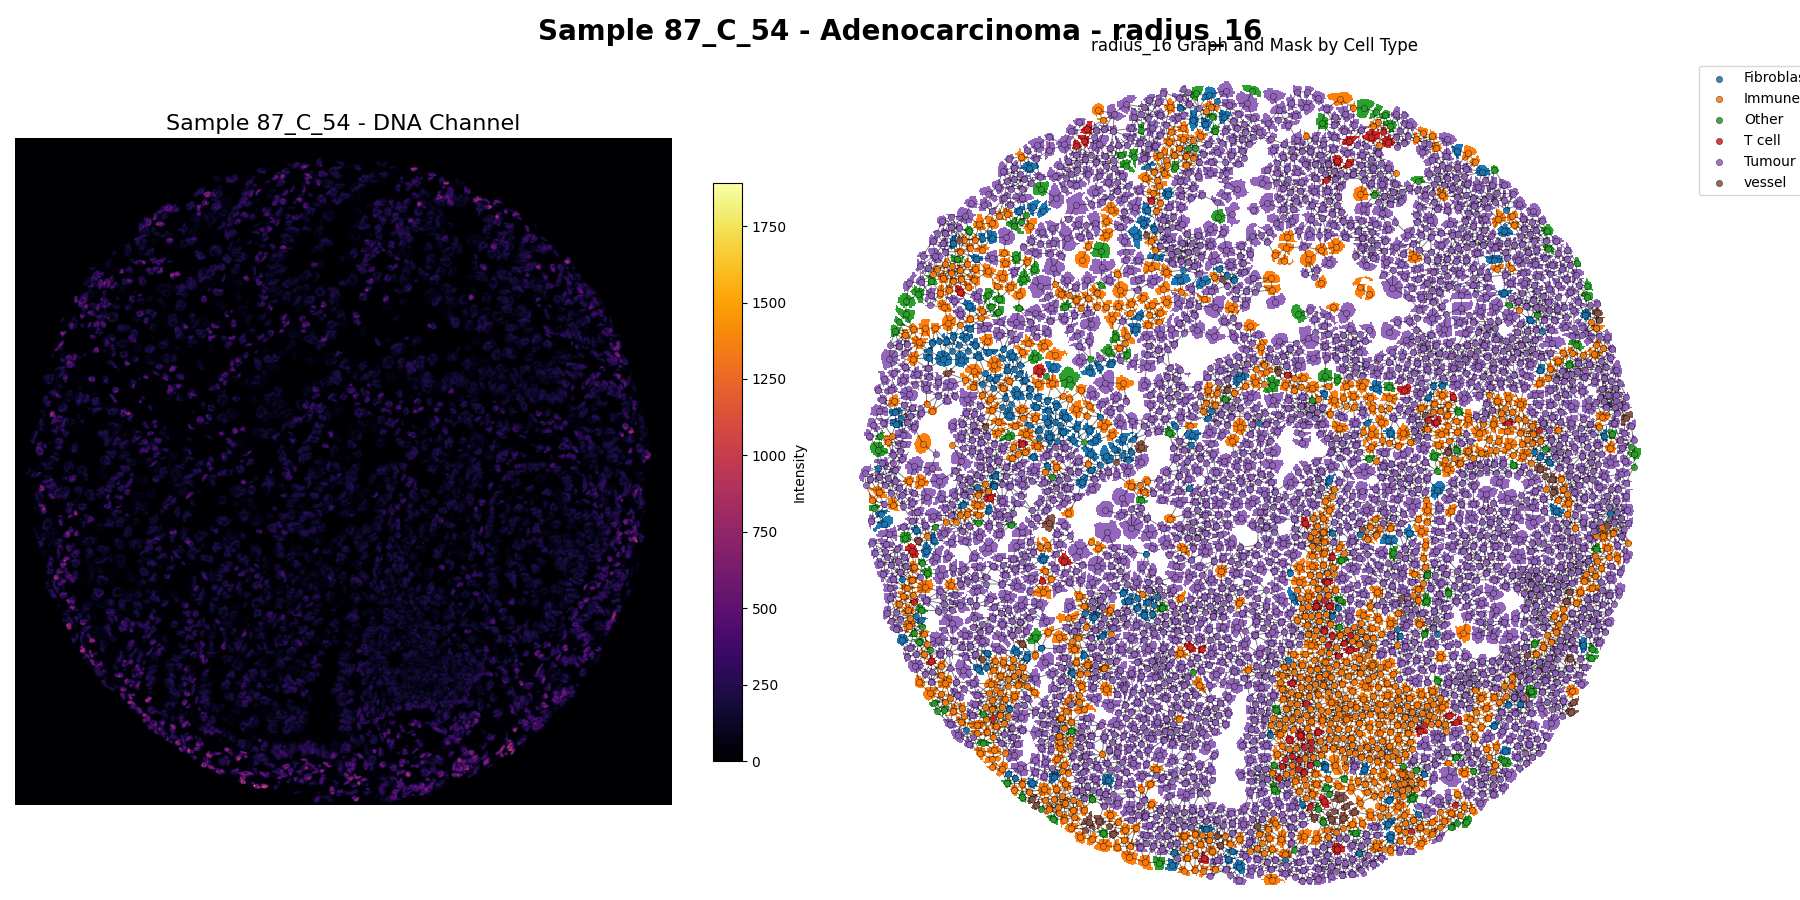 Sample 87_C_54 - Adenocarcinoma - radius_16
radius_16 Graph and Mask by Cell Type
Sample 87_C_54 - DNA Channel
1750
1500
1250
1000
750
500
250
0
Intensity
Fibroblas
Immune
Other
T cell
Tumour
vessel